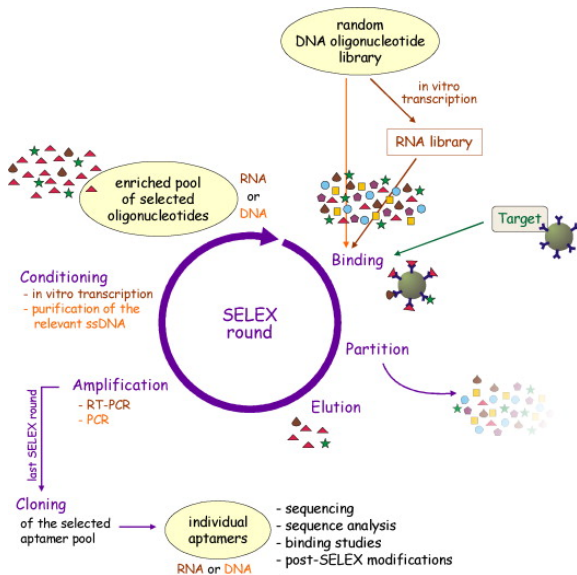 random
DNA oligonucleotide
library
in vitro
transcription
RNA library
enriched pool
of selected
oligonucleotides
RNA
or
DNA
Target
Binding
Conditioning
- in vitro transcription
- purification of the
relevant ssDNA
SELEX
round
Partition
Amplification
- RT-PCR
- PCR
Elution
last SELEX round
Cloning
of the selected
aptamer pool
individual
aptamers
RNA or DNA
- sequencing
- sequence analysis
- binding studies
- post-SELEX modifications